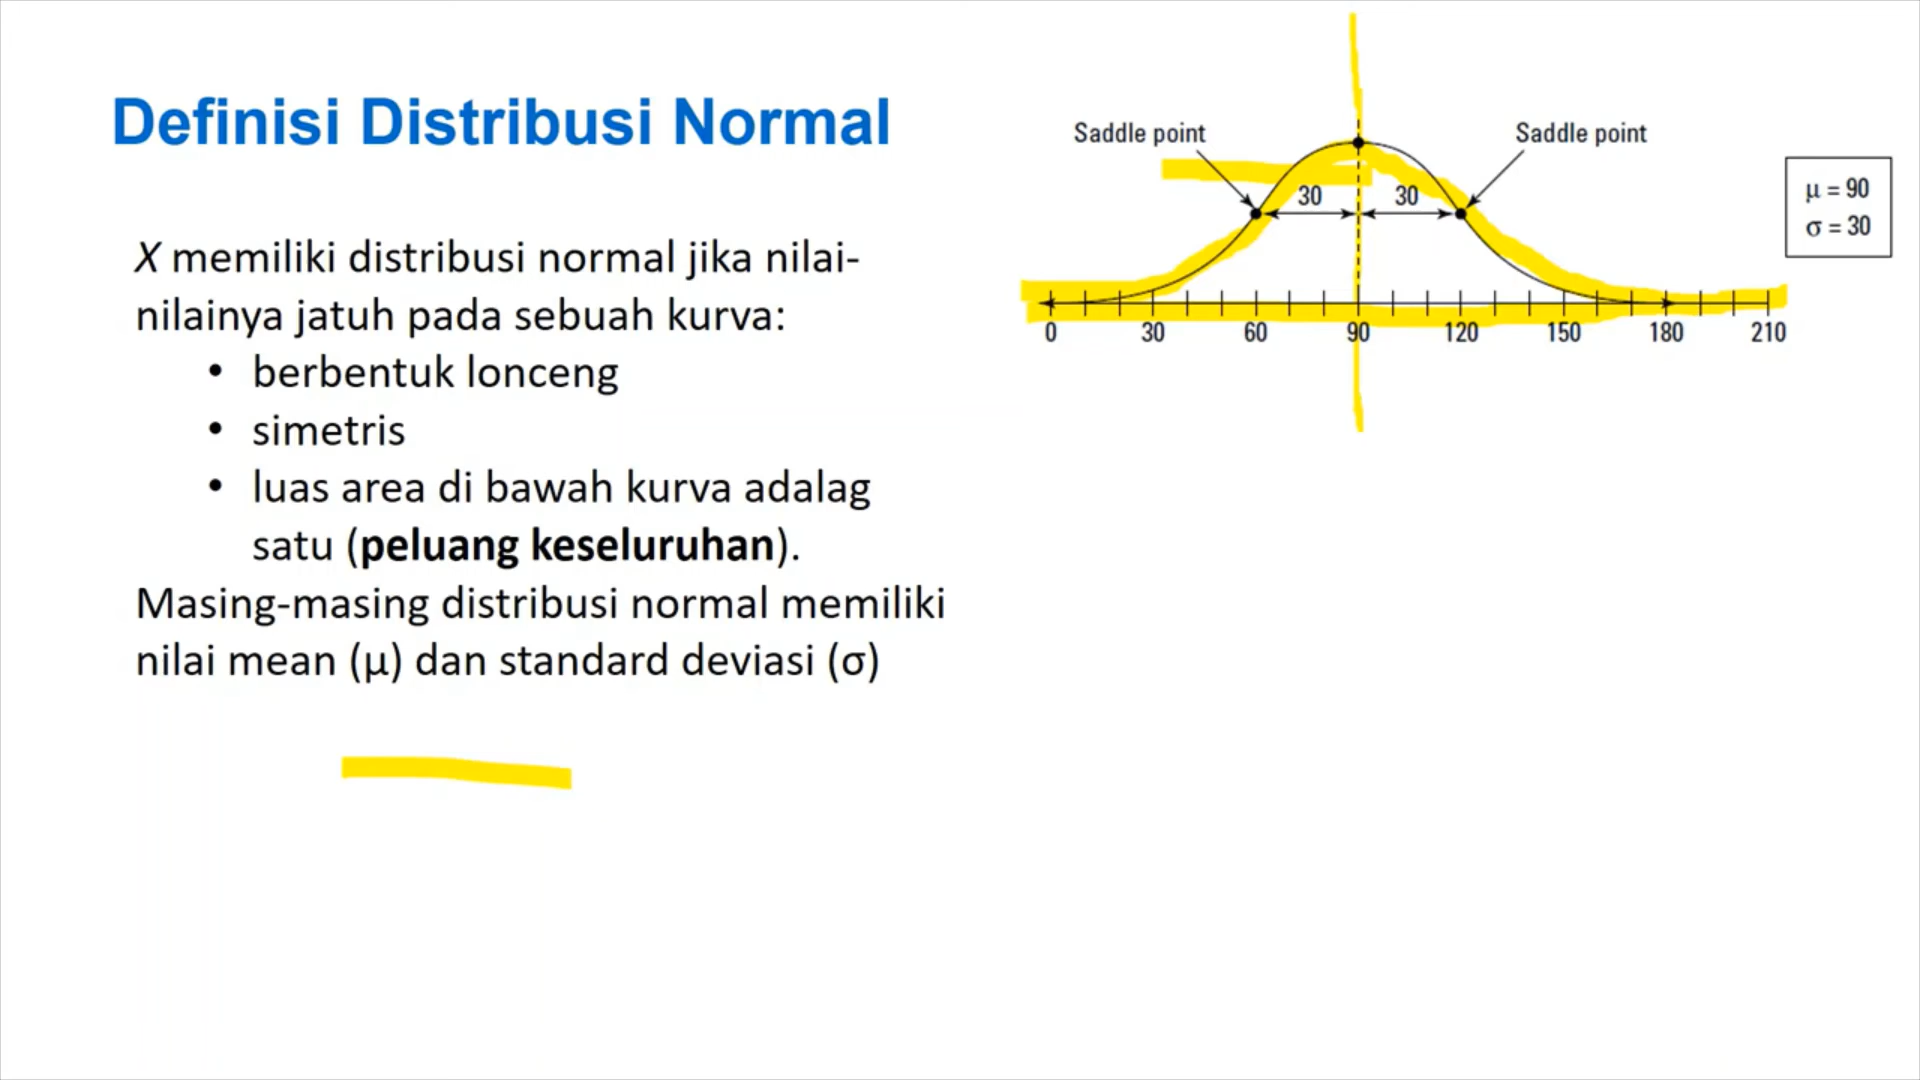 Definisi Distribusi Normal
X memiliki distribusi normal jika nilai-
nilainya jatuh pada sebuah kurva:
• berbentuk lonceng
• simetris
• luas area di bawah kurva adalag
satu (peluang keseluruhan).
Masing-masing distribusi normal memiliki
nilai mean (μ) dan standard deviasi (σ)
Saddle point
Saddle point
30 30
μ = 90
σ = 30
0 30 60 90 120 150 180 210